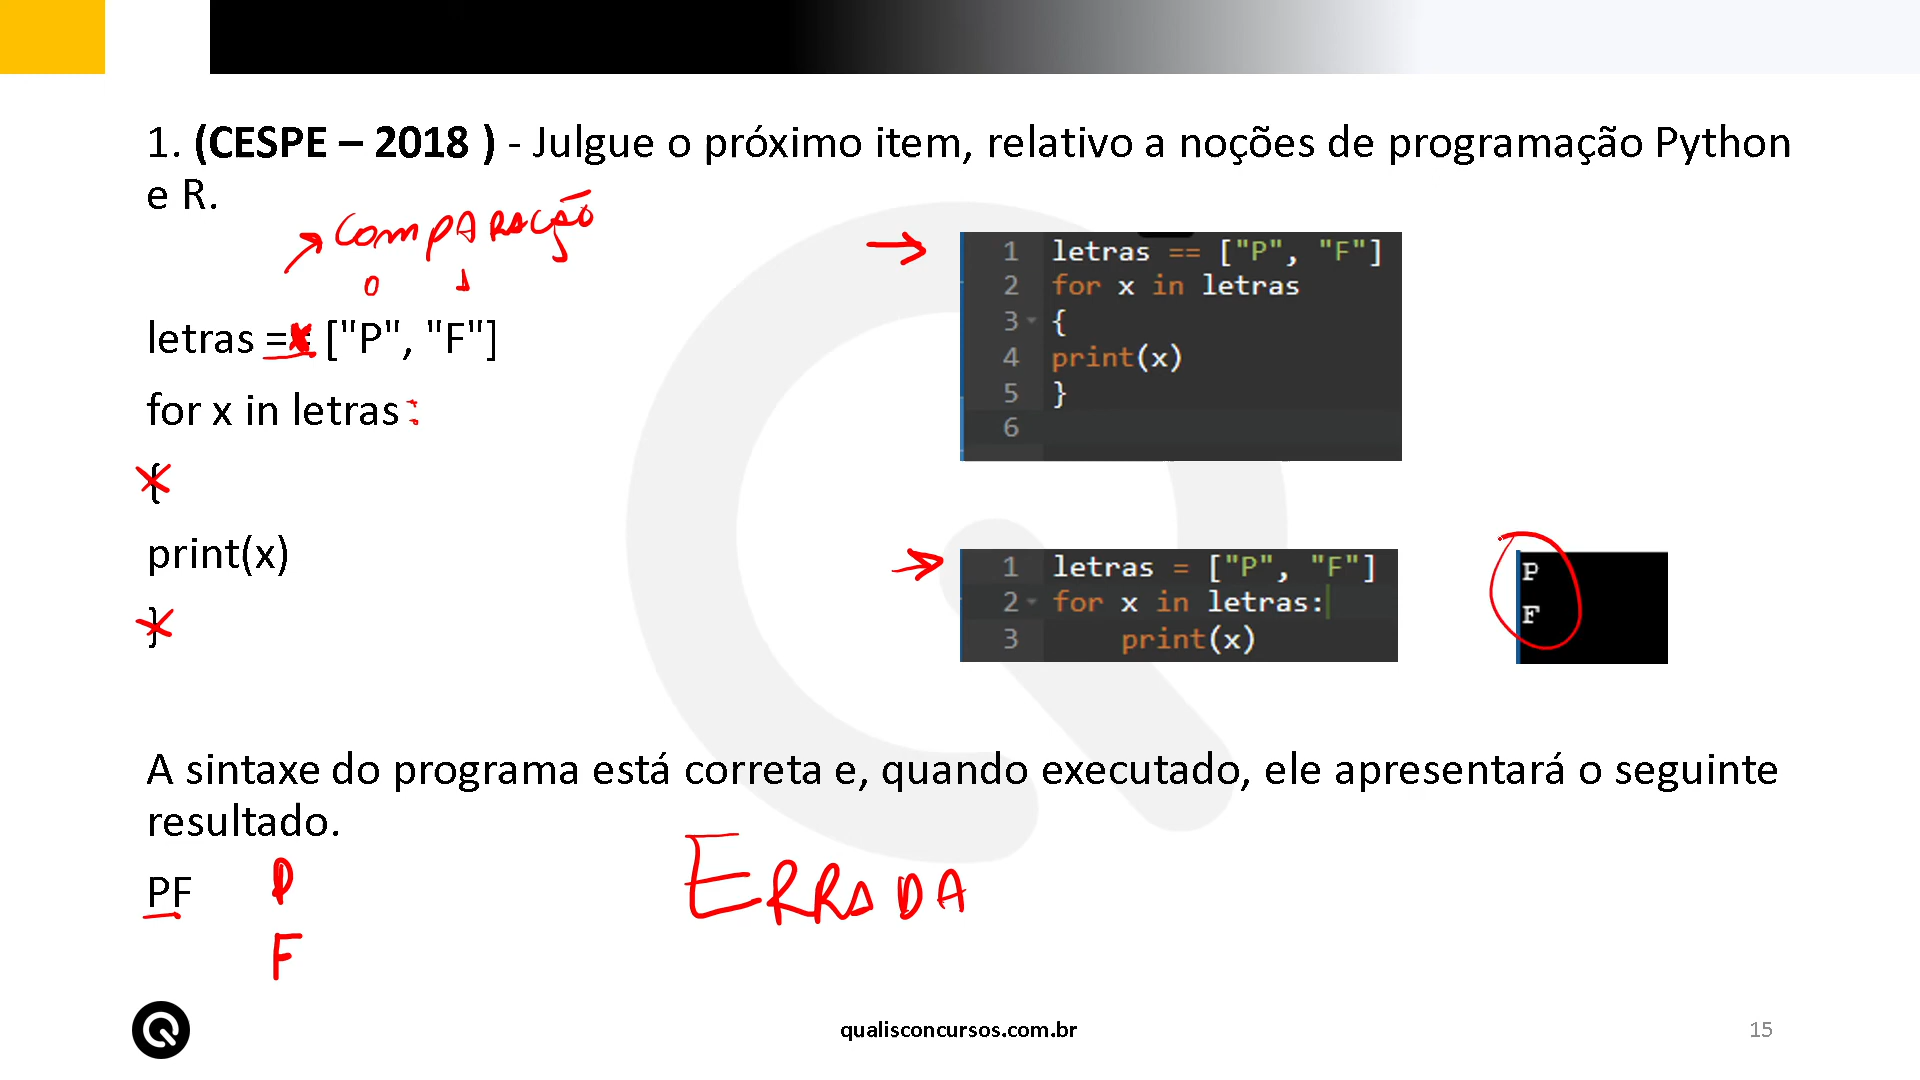 1. (CESPE – 2018 ) - Julgue o próximo item, relativo a noções de programação Python
e R.
→ COMPARAÇÃO
0 1
letras == ["P", "F"]
for x in letras :
{
print(x)
}
1 letras == ["P", "F"]
2 for x in letras
3 {
4 print(x)
5 }
6
1 letras = ["P", "F"]
2 for x in letras:
3 print(x)
P
F
A sintaxe do programa está correta e, quando executado, ele apresentará o seguinte
resultado.
PF
P
F
ERRADA
qualisconcursos.com.br
15